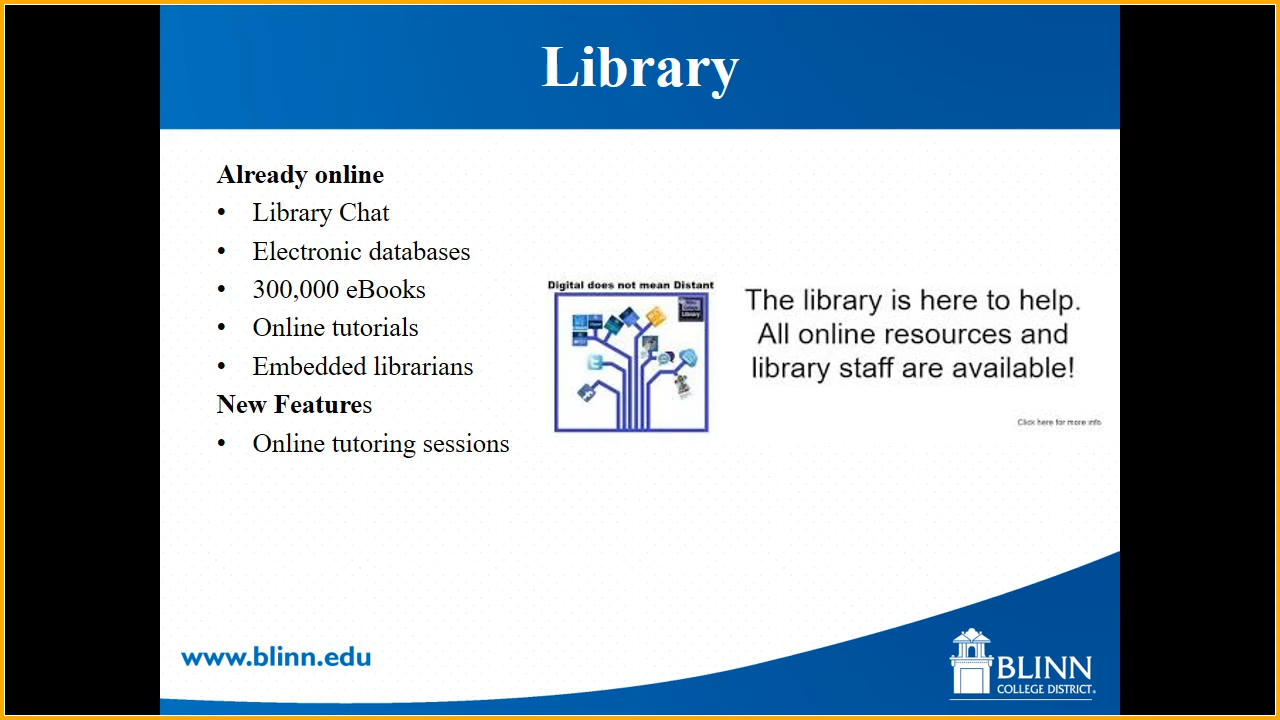 Library
Already online
• Library Chat
• Electronic databases
• 300,000 eBooks
• Online tutorials
• Embedded librarians
New Features
• Online tutoring sessions
Digital does not mean Distant
The library is here to help.
All online resources and
library staff are available!
Click here for more info
www.blinn.edu
BLINN
COLLEGE DISTRICT